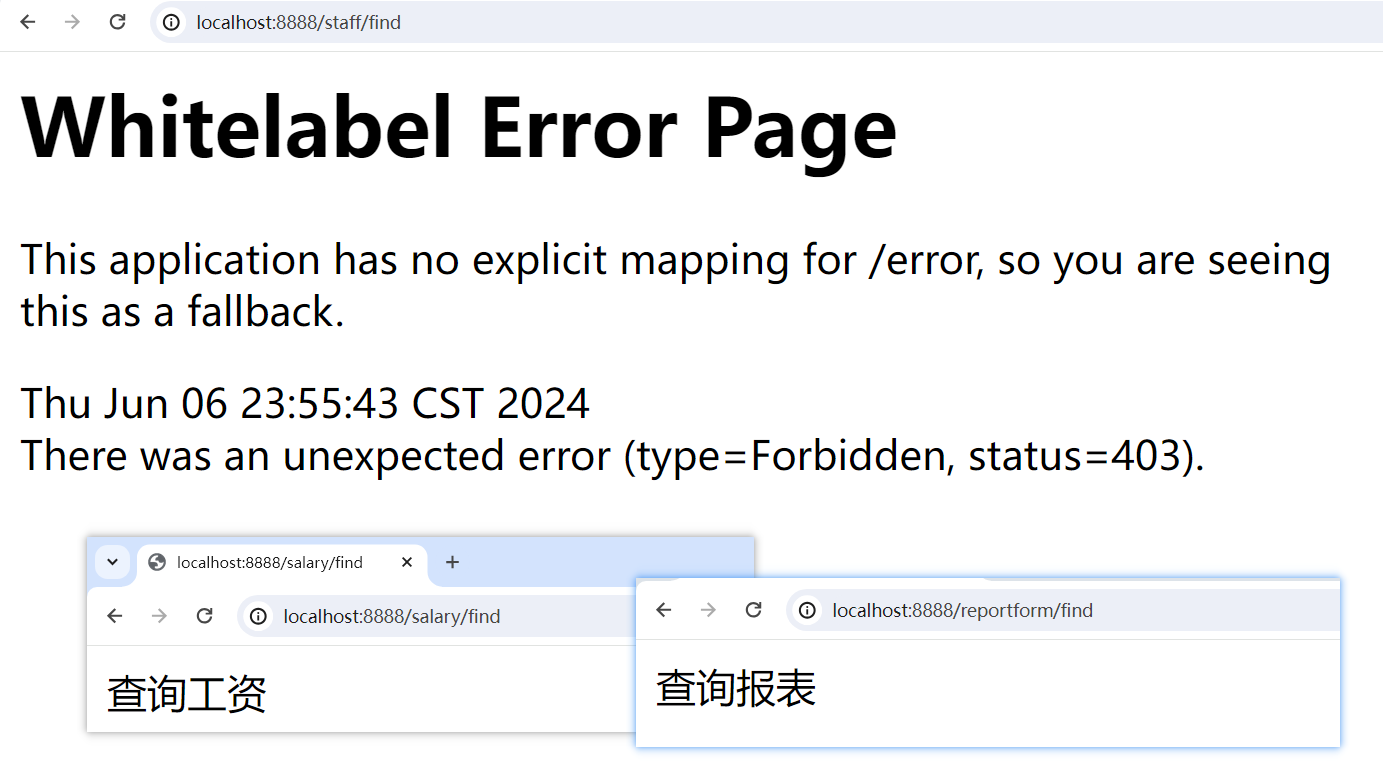 localhost:8888/staff/find
Whitelabel Error Page
This application has no explicit mapping for /error, so you are seeing
this as a fallback.
Thu Jun 06 23:55:43 CST 2024
There was an unexpected error (type=Forbidden, status=403).
localhost:8888/salary/find
localhost:8888/salary/find
查询工资
localhost:8888/reportform/find
查询报表